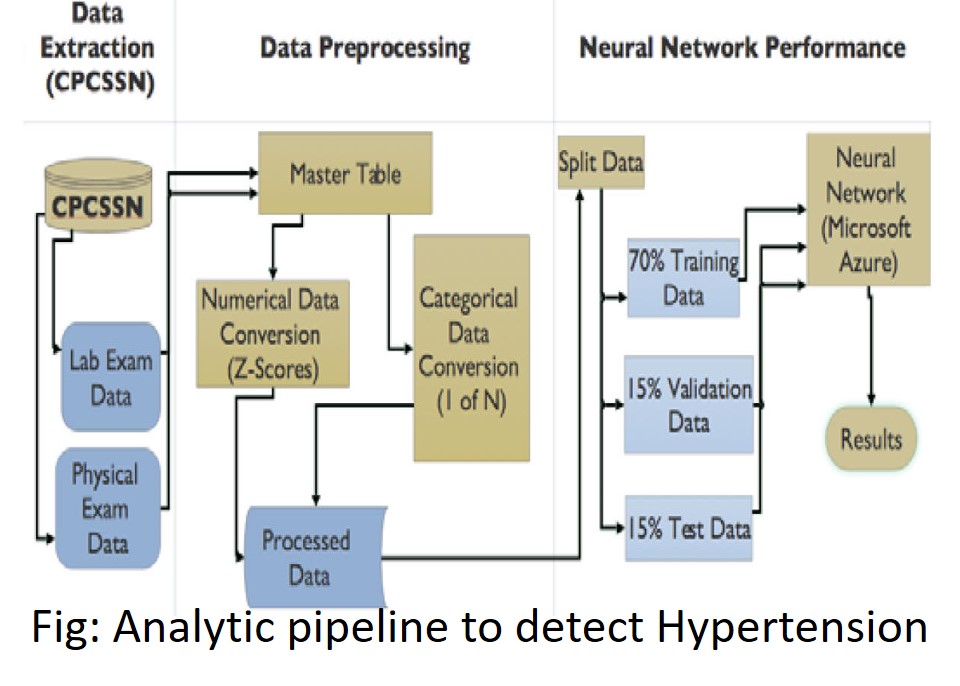 Data
Extraction
(CPCSSN)
Data Preprocessing
Neural Network Performance
CPCSSN
Lab Exam
Data
Physical
Exam
Data
Master Table
Numerical Data
Conversion
(Z-Scores)
Categorical
Data
Conversion
(1 of N)
Processed
Data
Split Data
70% Training
Data
15% Validation
Data
15% Test Data
Neural
Network
(Microsoft
Azure)
Results
Fig: Analytic pipeline to detect Hypertension